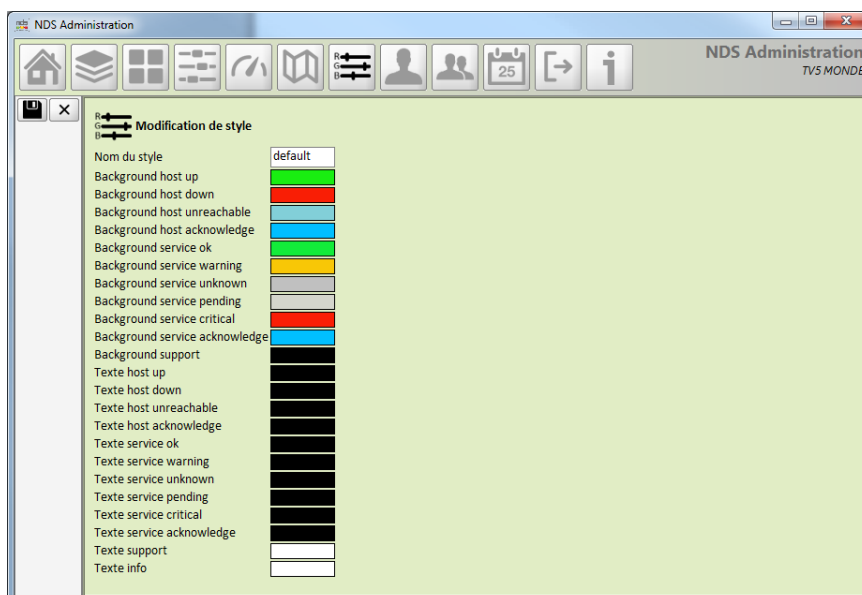 NDS Administration
NDS Administration
TV5 MONDE
R
G
B
25
R
G
B
Modification de style
Nom du style default
Background host up
Background host down
Background host unreachable
Background host acknowledge
Background service ok
Background service warning
Background service unknown
Background service pending
Background service critical
Background service acknowledge
Background support
Texte host up
Texte host down
Texte host unreachable
Texte host acknowledge
Texte service ok
Texte service warning
Texte service unknown
Texte service pending
Texte service critical
Texte service acknowledge
Texte support
Texte info